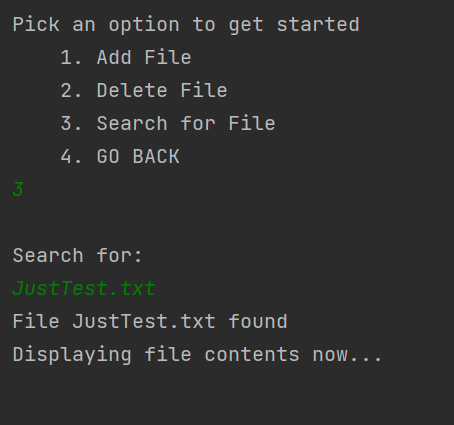 Pick an option to get started
1. Add File
2. Delete File
3. Search for File
4. GO BACK
3
Search for:
JustTest.txt
File JustTest.txt found
Displaying file contents now...